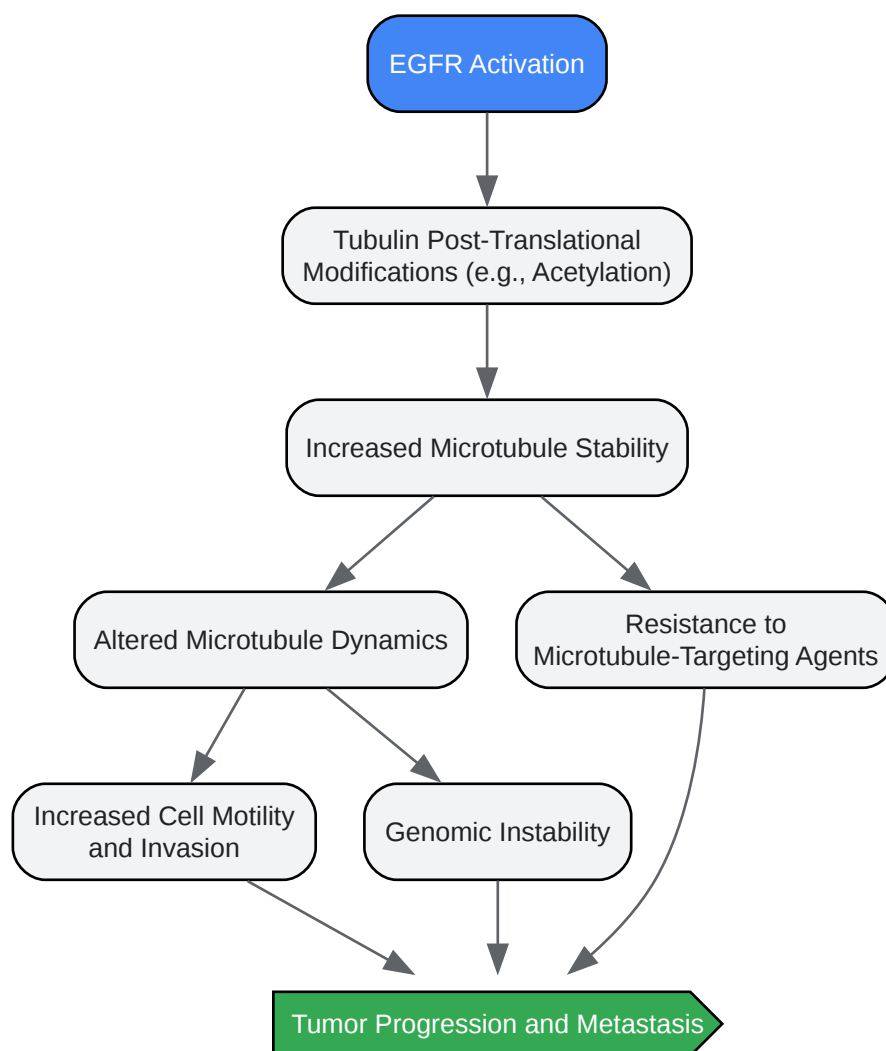 EGFR Activation
Tubulin Post-Translational
Modifications (e.g., Acetylation)
Increased Microtubule Stability
Altered Microtubule Dynamics
Resistance to
Microtubule-Targeting Agents
Increased Cell Motility
and Invasion
Genomic Instability
Tumor Progression and Metastasis